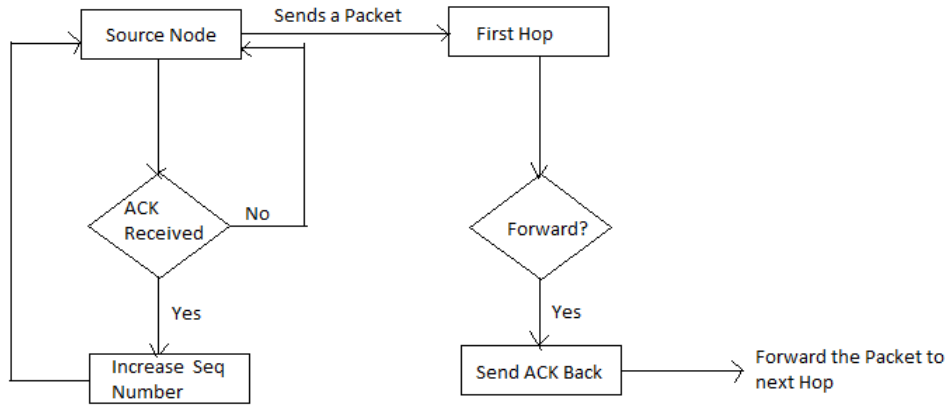 Sends a Packet
Source Node
First Hop
ACK
Received
No
Forward?
Yes
Yes
Increase Seq
Number
Send ACK Back
Forward the Packet to
next Hop